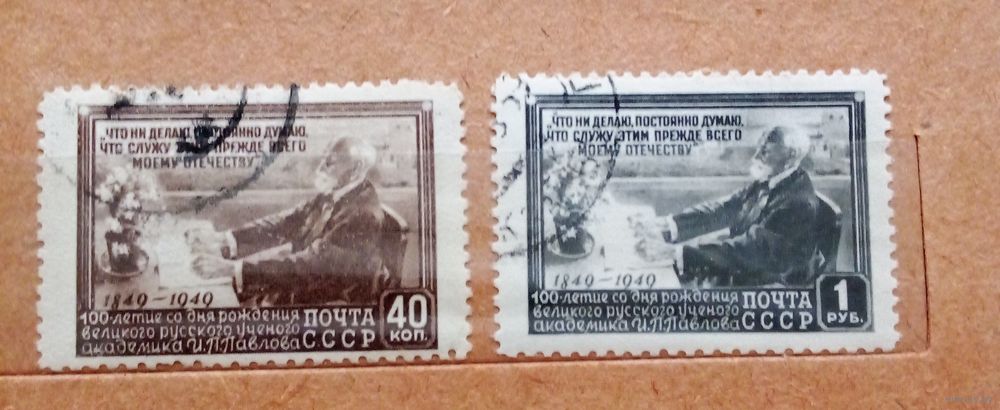 „ЧТО НИ ДЕЛАЮ, ПОСТОЯННО ДУМАЮ,
ЧТО СЛУЖУ ЭТИМ ПРЕЖДЕ ВСЕГО
МОЕМУ ОТЕЧЕСТВУ"
1849-1949
100-летие со дня рождения
великого русского ученого
академика И.П.Павлова
ПОЧТА
СССР
40
КОП.
„ЧТО НИ ДЕЛАЮ, ПОСТОЯННО ДУМАЮ,
ЧТО СЛУЖУ ЭТИМ ПРЕЖДЕ ВСЕГО
МОЕМУ ОТЕЧЕСТВУ"
1849-1949
100-летие со дня рождения
великого русского ученого
академика И.П.Павлова
ПОЧТА
СССР
1
РУБ.